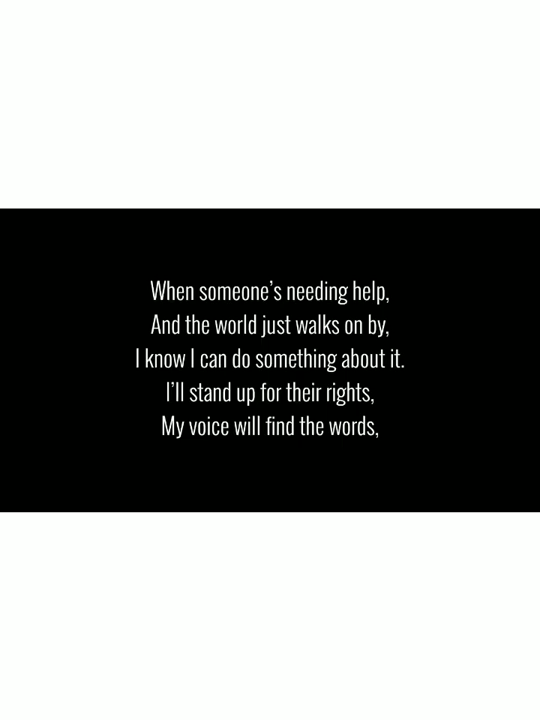 When someone’s needing help,
And the world just walks on by,
I know I can do something about it.
I’ll stand up for their rights,
My voice will find the words,